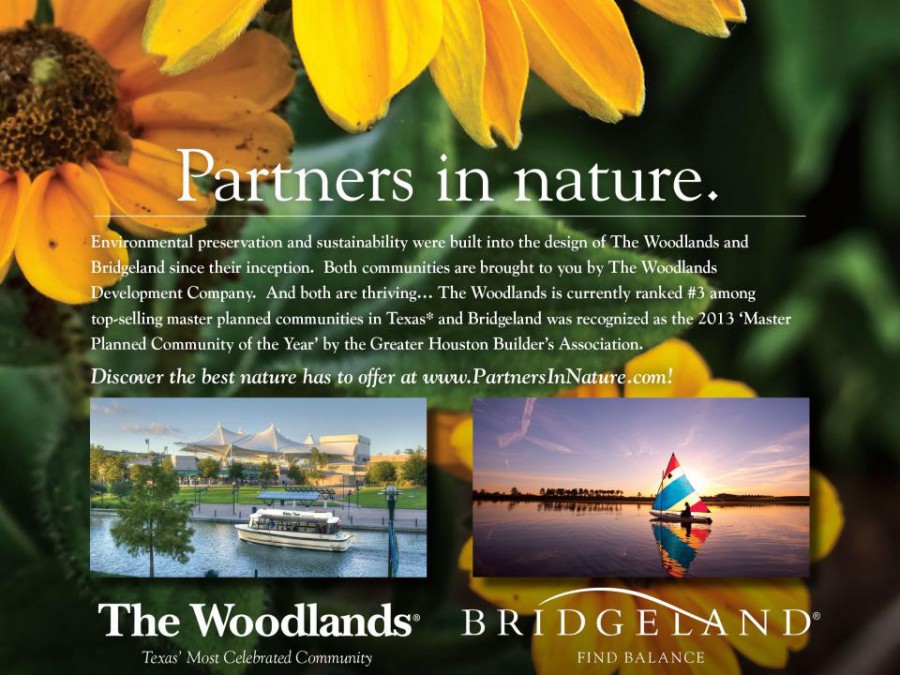 Partners in nature.
Environmental preservation and sustainability were built into the design of The Woodlands and
Bridgeland since their inception. Both communities are brought to you by The Woodlands
Development Company. And both are thriving... The Woodlands is currently ranked #3 among
top-selling master planned communities in Texas* and Bridgeland was recognized as the 2013 ‘Master
Planned Community of the Year’ by the Greater Houston Builder’s Association.
Discover the best nature has to offer at www.PartnersInNature.com!
The Woodlands®
Texas’ Most Celebrated Community
BRIDGELAND®
FIND BALANCE